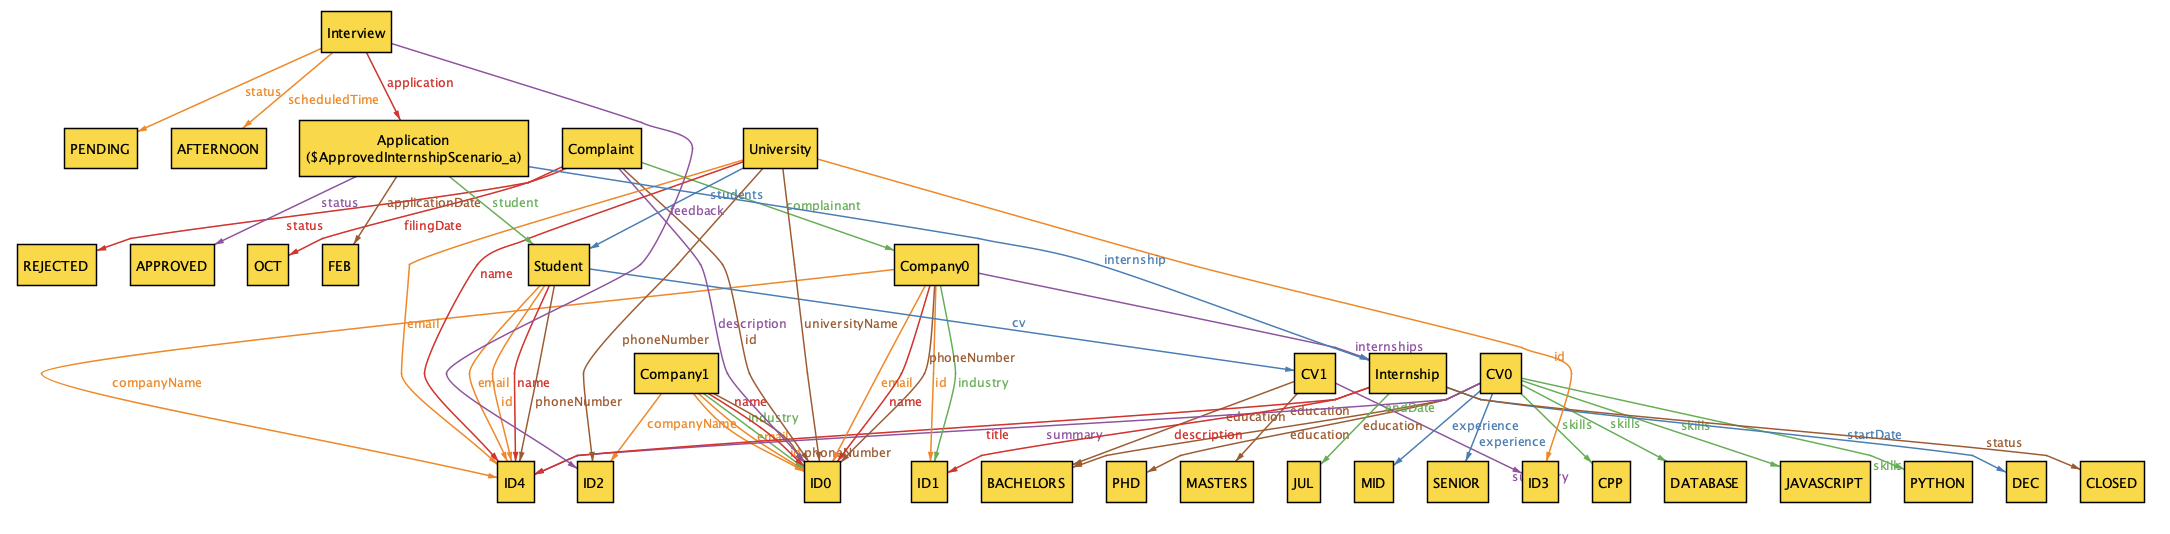 Interview
status
scheduledTime
application
PENDING
AFTERNOON
Application
($ApprovedInternshipScenario_a)
Complaint
University
status
applicationDate
student
feedback
students
complainant
status
filingDate
REJECTED
APPROVED
OCT
FEB
Student
Company0
name
internship
email
description
id
universityName
cv
phoneNumber
phoneNumber
internships
id
Company1
CV1
Internship
CV0
companyName
email
id
name
phoneNumber
companyName
name
industry
email
phoneNumber
email
id
name
industry
title
summary
description
education
education
education
education
endDate
experience
experience
skills
skills
skills
skills
startDate
status
ID4
ID2
ID0
ID1
BACHELORS
PHD
MASTERS
JUL
MID
SENIOR
ID3
CPP
DATABASE
JAVASCRIPT
PYTHON
DEC
CLOSED